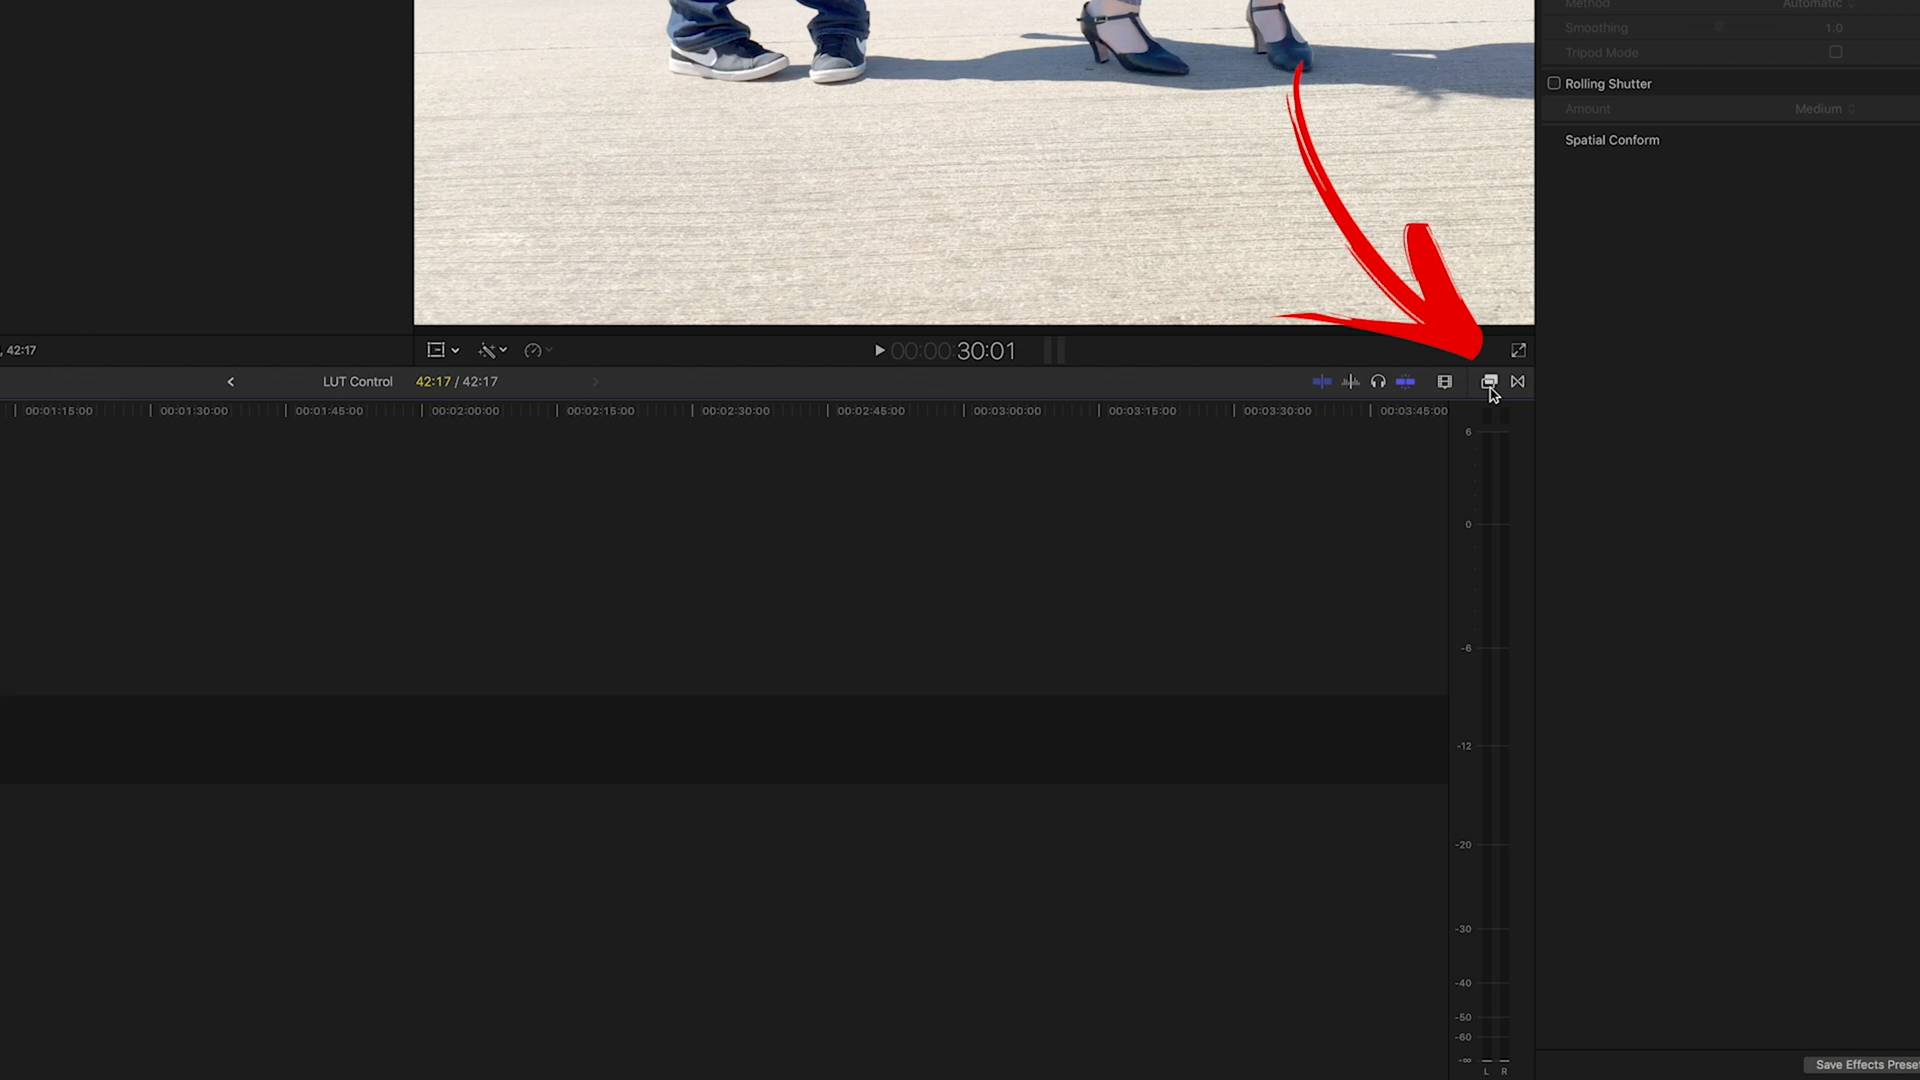 Method Automatic
Smoothing 1.0
Tripod Mode
Rolling Shutter
Amount Medium
Spatial Conform
, 42:17
00:00:30:01
LUT Control 42:17 / 42:17
00:01:15:00 00:01:30:00 00:01:45:00 00:02:00:00 00:02:15:00 00:02:30:00 00:02:45:00 00:03:00:00 00:03:15:00 00:03:30:00 00:03:45:00
6
0
-6
-12
-20
-30
-40
-50
-60
-∞
L R
Save Effects Prese